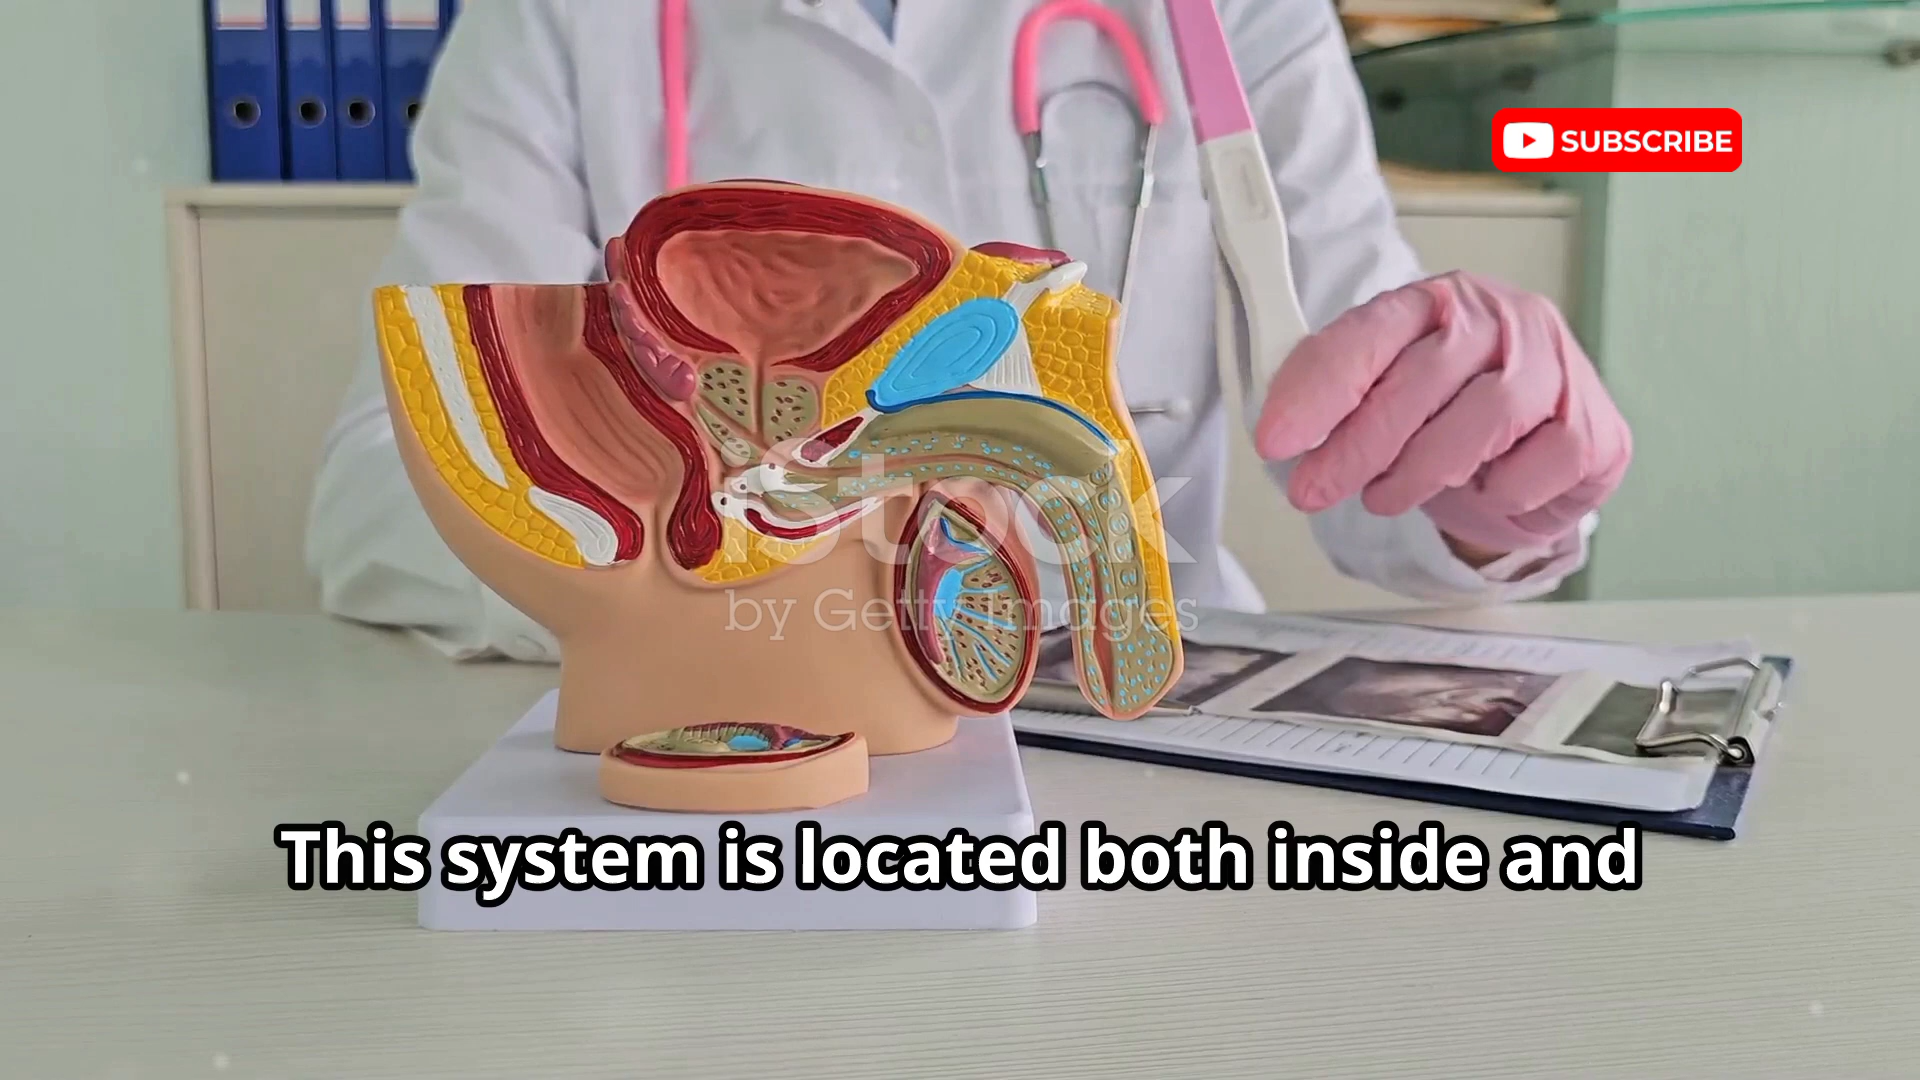 SUBSCRIBE
iStock
by Getty Images
This system is located both inside and